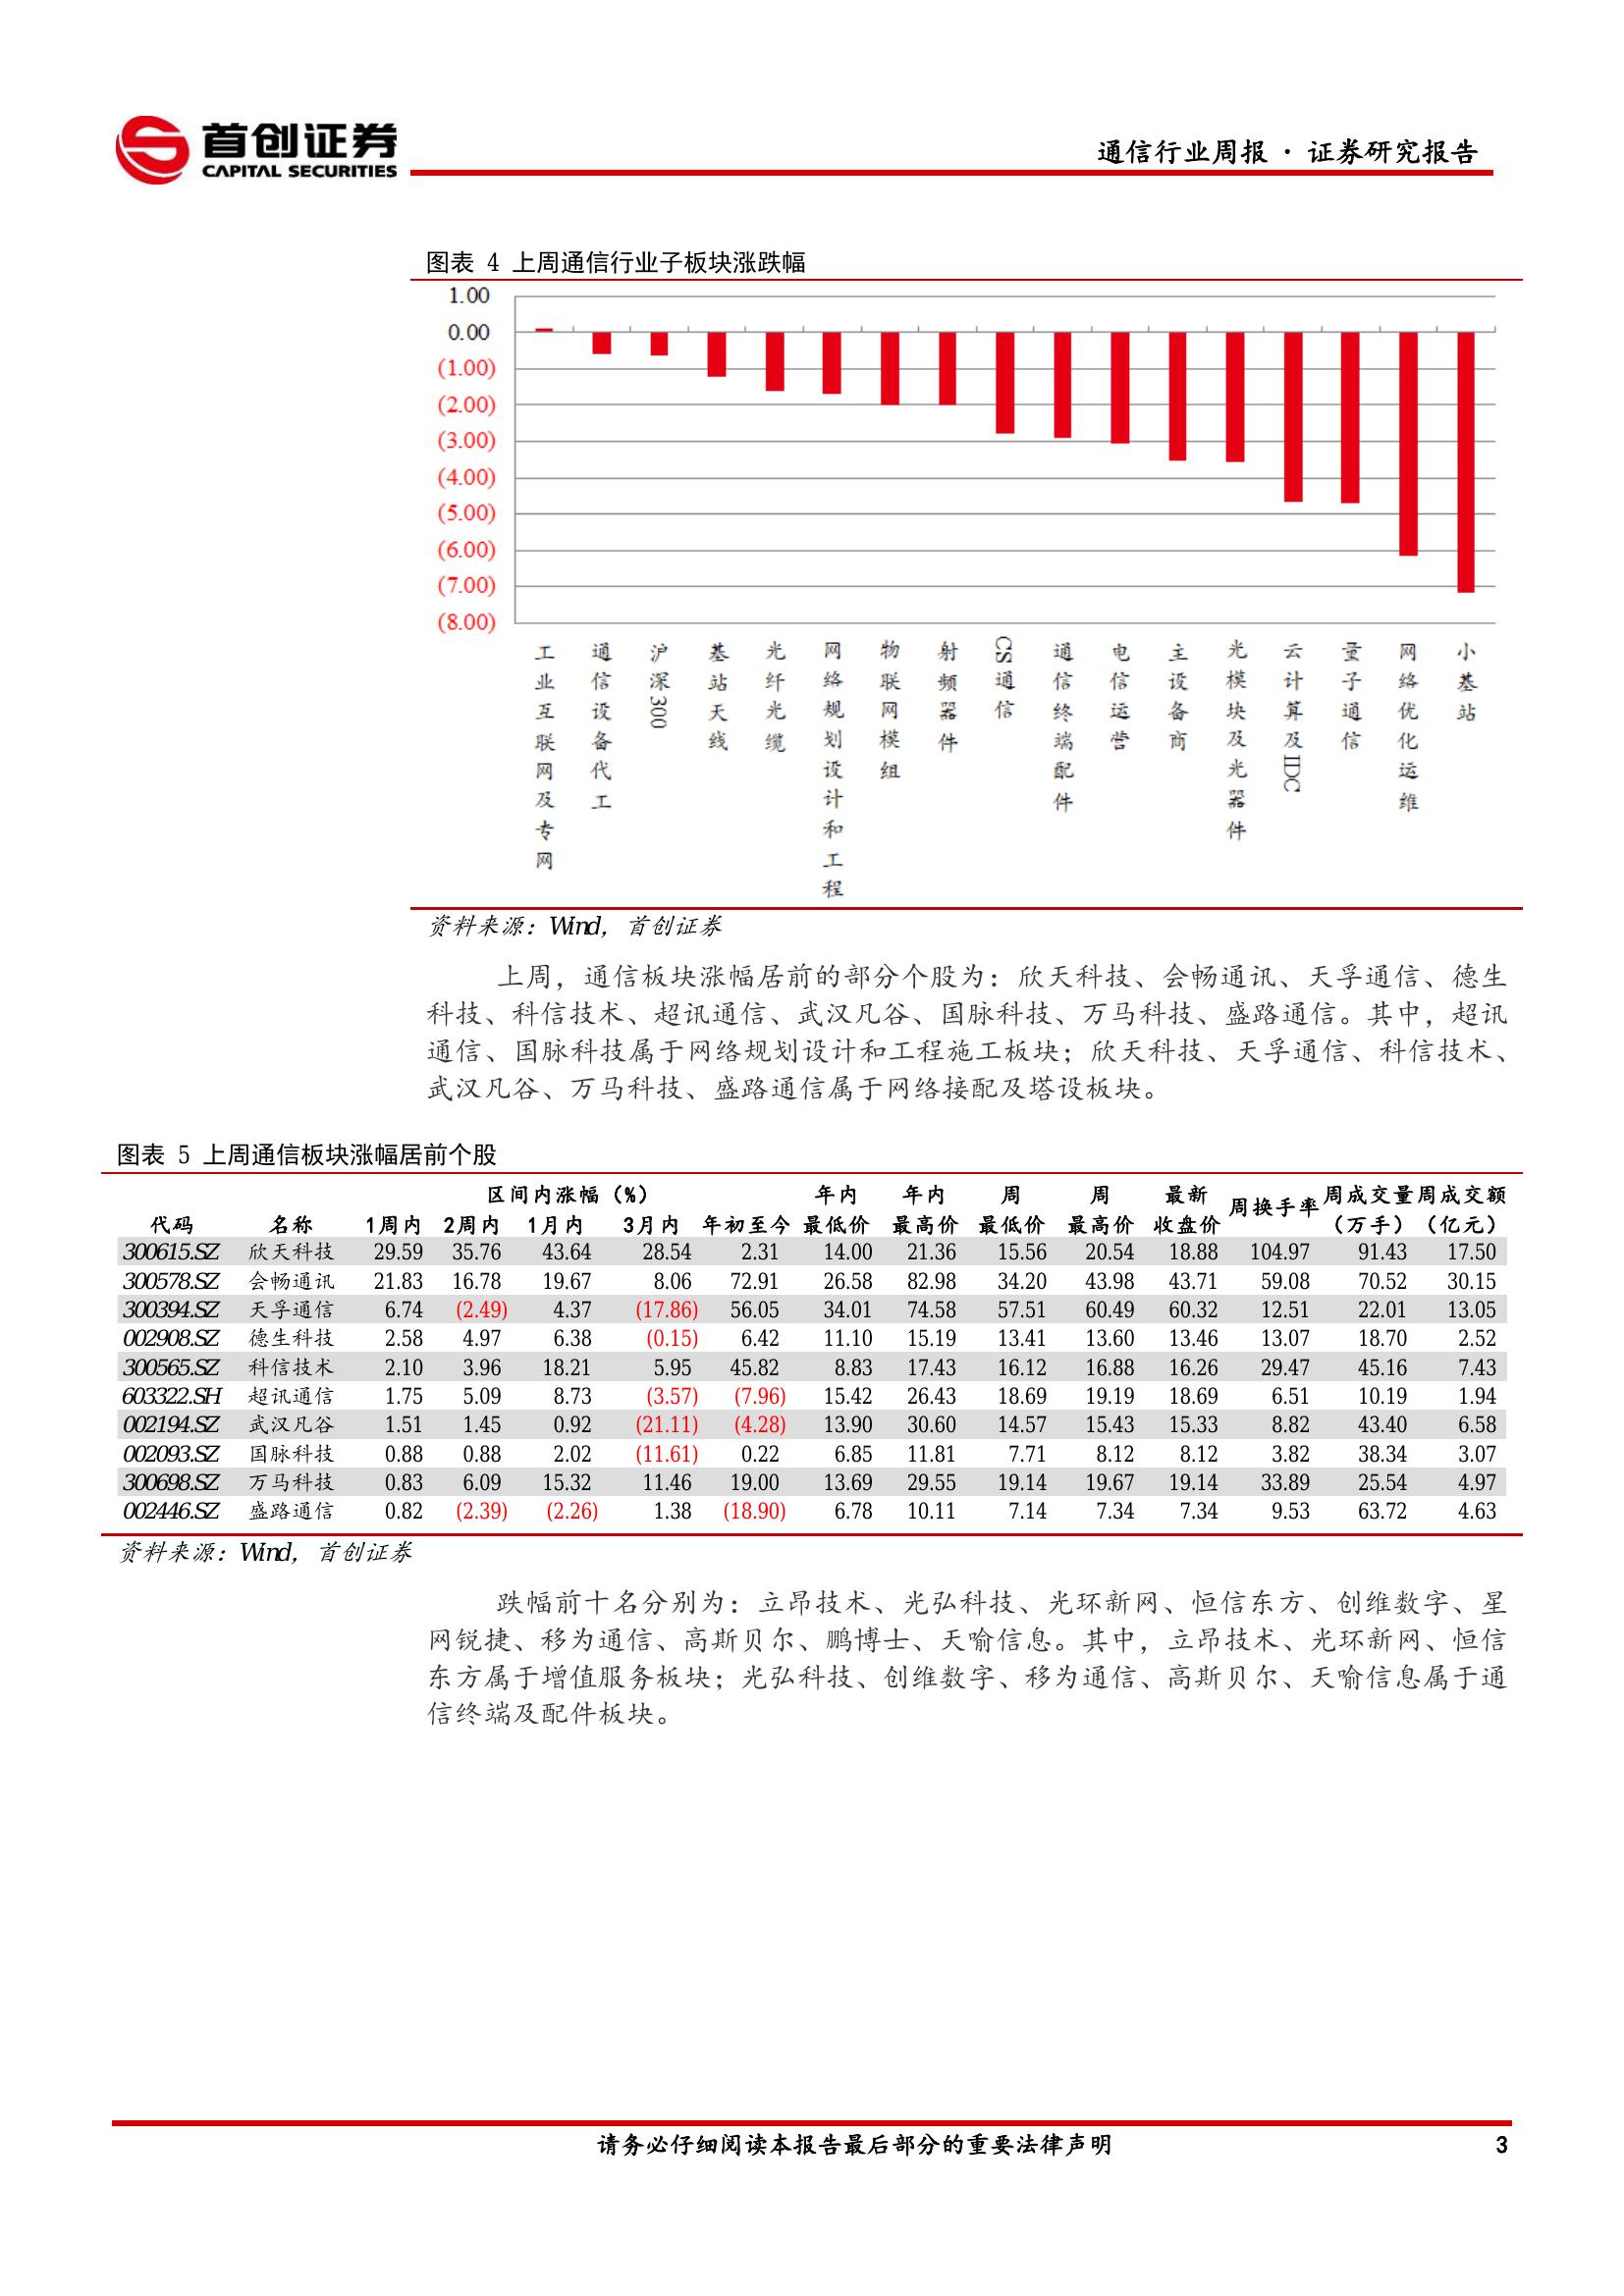 首创证券
CAPITAL SECURITIES
通信行业周报 · 证券研究报告
图表 4 上周通信行业子板块涨跌幅
1.00
0.00
(1.00)
(2.00)
(3.00)
(4.00)
(5.00)
(6.00)
(7.00)
(8.00)
工业互联网及专网
通信设备代工
沪深300
基站天线
光纤光缆
网络规划设计和工程
物联网模组
射频器件
CS通信
通信终端配件
电信运营
主设备商
光模块及光器件
云计算及IDC
量子通信
网络优化运维
小基站
资料来源：Wind，首创证券
上周，通信板块涨幅居前的部分个股为：欣天科技、会畅通讯、天孚通信、德生
科技、科信技术、超讯通信、武汉凡谷、国脉科技、万马科技、盛路通信。其中，超讯
通信、国脉科技属于网络规划设计和工程施工板块；欣天科技、天孚通信、科信技术、
武汉凡谷、万马科技、盛路通信属于网络接配及塔设板块。
图表 5 上周通信板块涨幅居前个股
区间内涨幅（%） 年内 年内 周 周 最新 周换手率 周成交量 周成交额
代码 名称 1周内 2周内 1月内 3月内 年初至今 最低价 最高价 最低价 最高价 收盘价 （万手） （亿元）
300615.SZ 欣天科技 29.59 35.76 43.64 28.54 2.31 14.00 21.36 15.56 20.54 18.88 104.97 91.43 17.50
300578.SZ 会畅通讯 21.83 16.78 19.67 8.06 72.91 26.58 82.98 34.20 43.98 43.71 59.08 70.52 30.15
300394.SZ 天孚通信 6.74 (2.49) 4.37 (17.86) 56.05 34.01 74.58 57.51 60.49 60.32 12.51 22.01 13.05
002908.SZ 德生科技 2.58 4.97 6.38 (0.15) 6.42 11.10 15.19 13.41 13.60 13.46 13.07 18.70 2.52
300565.SZ 科信技术 2.10 3.96 18.21 5.95 45.82 8.83 17.43 16.12 16.88 16.26 29.47 45.16 7.43
603322.SH 超讯通信 1.75 5.09 8.73 (3.57) (7.96) 15.42 26.43 18.69 19.19 18.69 6.51 10.19 1.94
002194.SZ 武汉凡谷 1.51 1.45 0.92 (21.11) (4.28) 13.90 30.60 14.57 15.43 15.33 8.82 43.40 6.58
002093.SZ 国脉科技 0.88 0.88 2.02 (11.61) 0.22 6.85 11.81 7.71 8.12 8.12 3.82 38.34 3.07
300698.SZ 万马科技 0.83 6.09 15.32 11.46 19.00 13.69 29.55 19.14 19.67 19.14 33.89 25.54 4.97
002446.SZ 盛路通信 0.82 (2.39) (2.26) 1.38 (18.90) 6.78 10.11 7.14 7.34 7.34 9.53 63.72 4.63
资料来源：Wind，首创证券
跌幅前十名分别为：立昂技术、光弘科技、光环新网、恒信东方、创维数字、星
网锐捷、移为通信、高斯贝尔、鹏博士、天喻信息。其中，立昂技术、光环新网、恒信
东方属于增值服务板块；光弘科技、创维数字、移为通信、高斯贝尔、天喻信息属于通
信终端及配件板块。
请务必仔细阅读本报告最后部分的重要法律声明 3